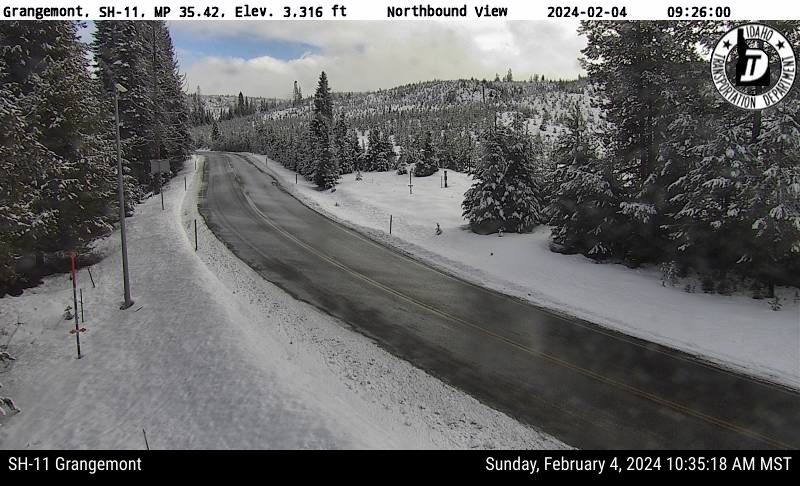 Grangemont, SH-11, MP 35.42, Elev. 3,316 ft Northbound View 2024-02-04 09:26:00
IDAHO
TRANSPORTATION DEPARTMENT
SH-11 Grangemont Sunday, February 4, 2024 10:35:18 AM MST